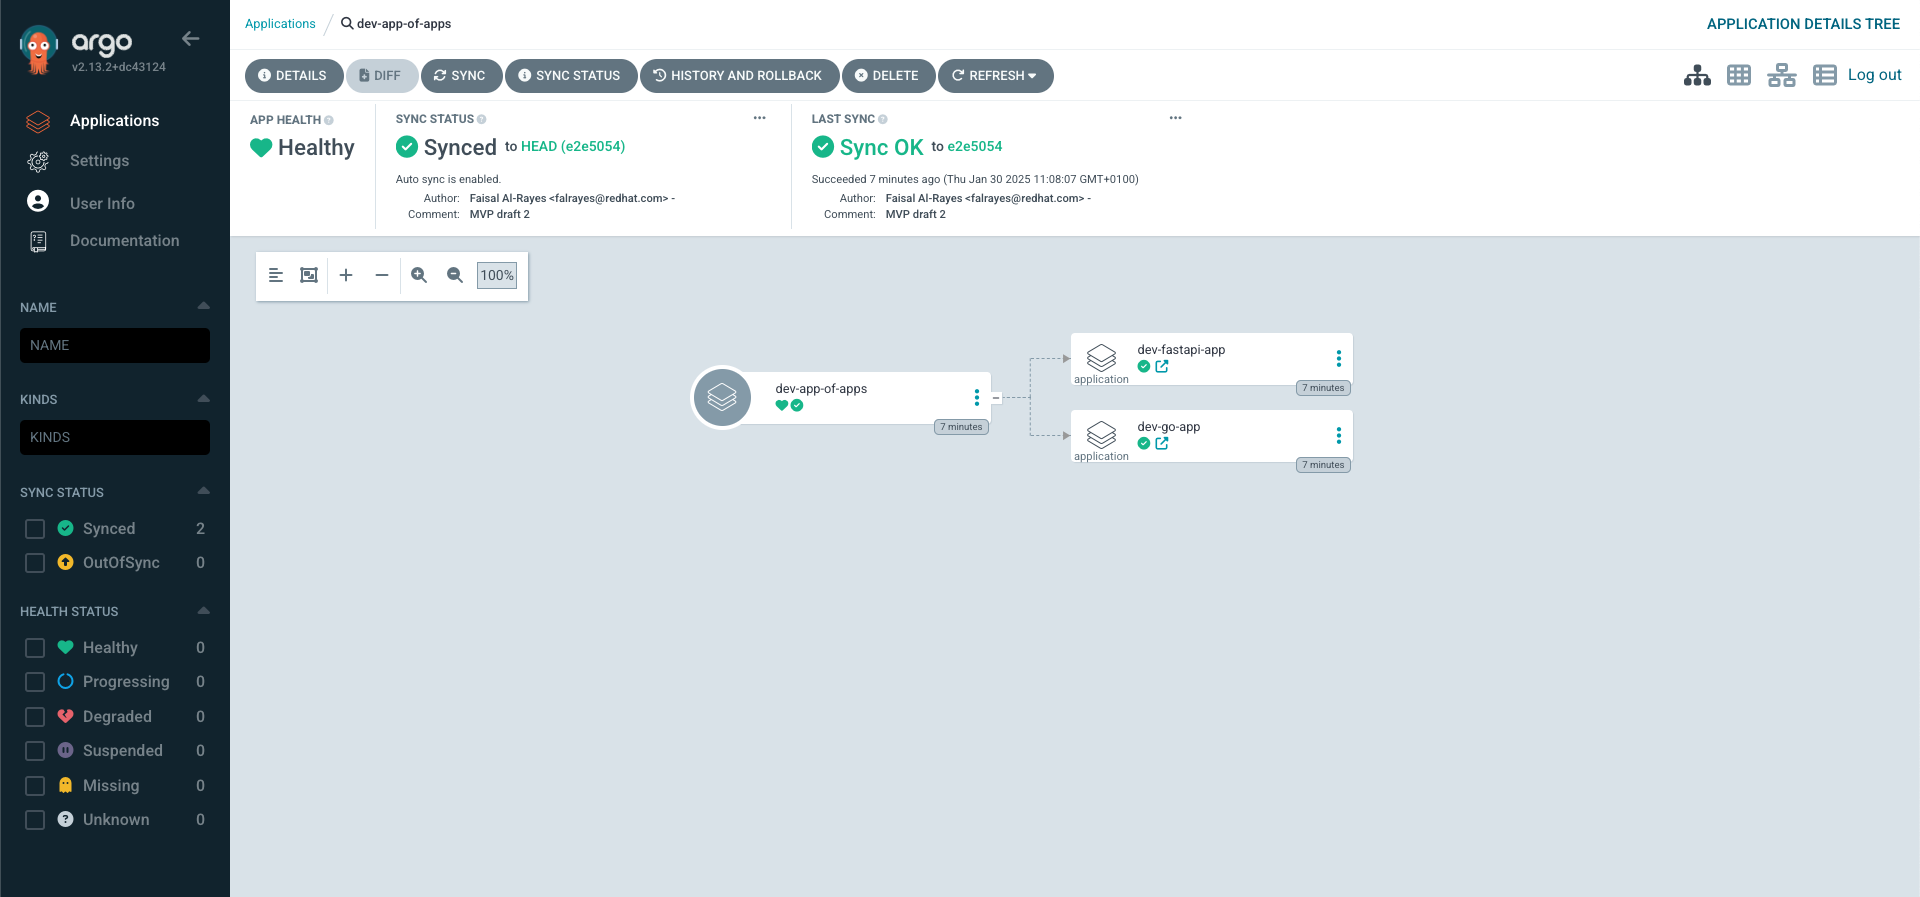 argo
v2.13.2+dc43124
Applications
Settings
User Info
Documentation
NAME
NAME
KINDS
KINDS
SYNC STATUS
Synced 2
OutOfSync 0
HEALTH STATUS
Healthy 0
Progressing 0
Degraded 0
Suspended 0
Missing 0
Unknown 0
Applications / dev-app-of-apps
APPLICATION DETAILS TREE
DETAILS DIFF SYNC SYNC STATUS HISTORY AND ROLLBACK DELETE REFRESH
Log out
APP HEALTH
Healthy
SYNC STATUS
Synced to HEAD (e2e5054)
Auto sync is enabled.
Author: Faisal Al-Rayes <falrayes@redhat.com> -
Comment: MVP draft 2
LAST SYNC
Sync OK to e2e5054
Succeeded 7 minutes ago (Thu Jan 30 2025 11:08:07 GMT+0100)
Author: Faisal Al-Rayes <falrayes@redhat.com> -
Comment: MVP draft 2
100%
dev-app-of-apps
7 minutes
dev-fastapi-app
application
7 minutes
dev-go-app
application
7 minutes